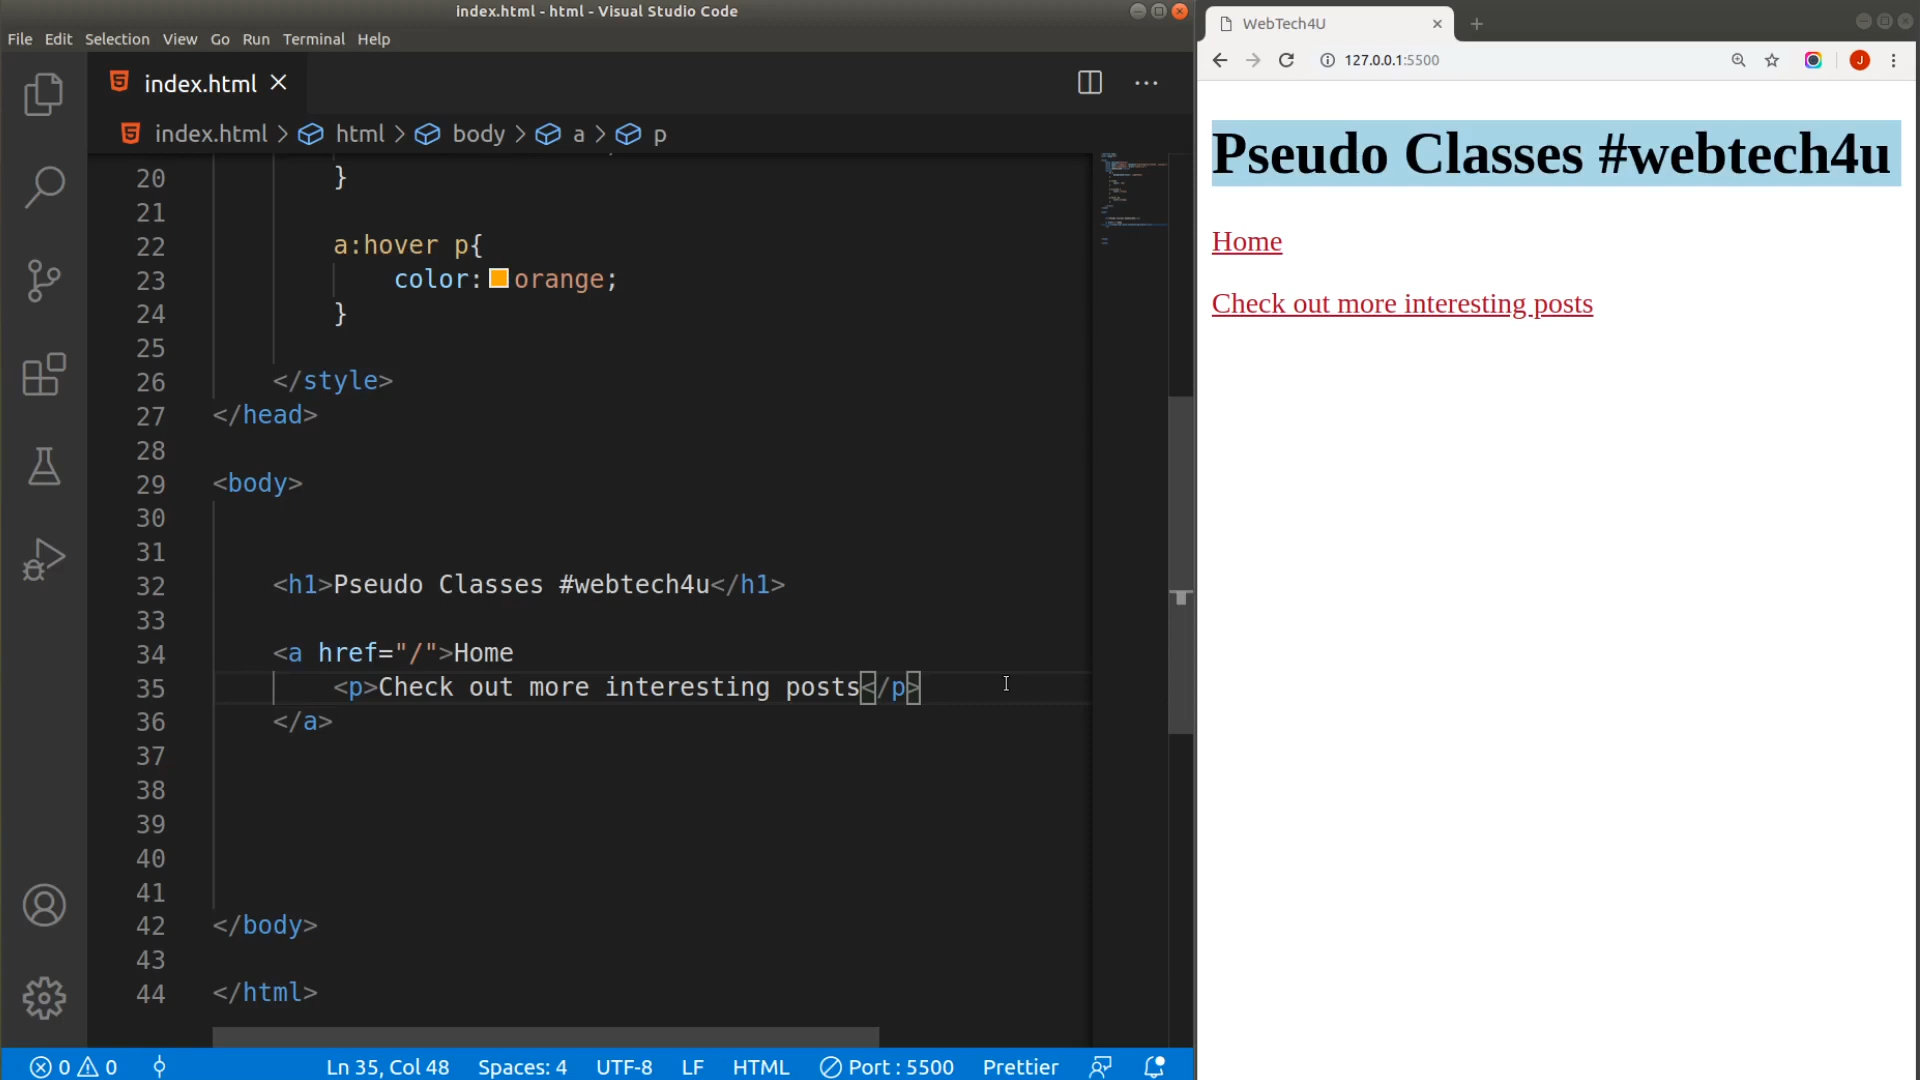 index.html - html - Visual Studio Code
File Edit Selection View Go Run Terminal Help
index.html
index.html > html > body > a > p
20 }
21
22 a:hover p{
23 color: orange;
24 }
25
26 </style>
27 </head>
28
29 <body>
30
31
32 <h1>Pseudo Classes #webtech4u</h1>
33
34 <a href="/">Home
35 <p>Check out more interesting posts</p>
36 </a>
37
38
39
40
41
42 </body>
43
44 </html>
0 0 Ln 35, Col 48 Spaces: 4 UTF-8 LF HTML Port : 5500 Prettier
WebTech4U
127.0.0.1:5500
J
Pseudo Classes #webtech4u
Home
Check out more interesting posts